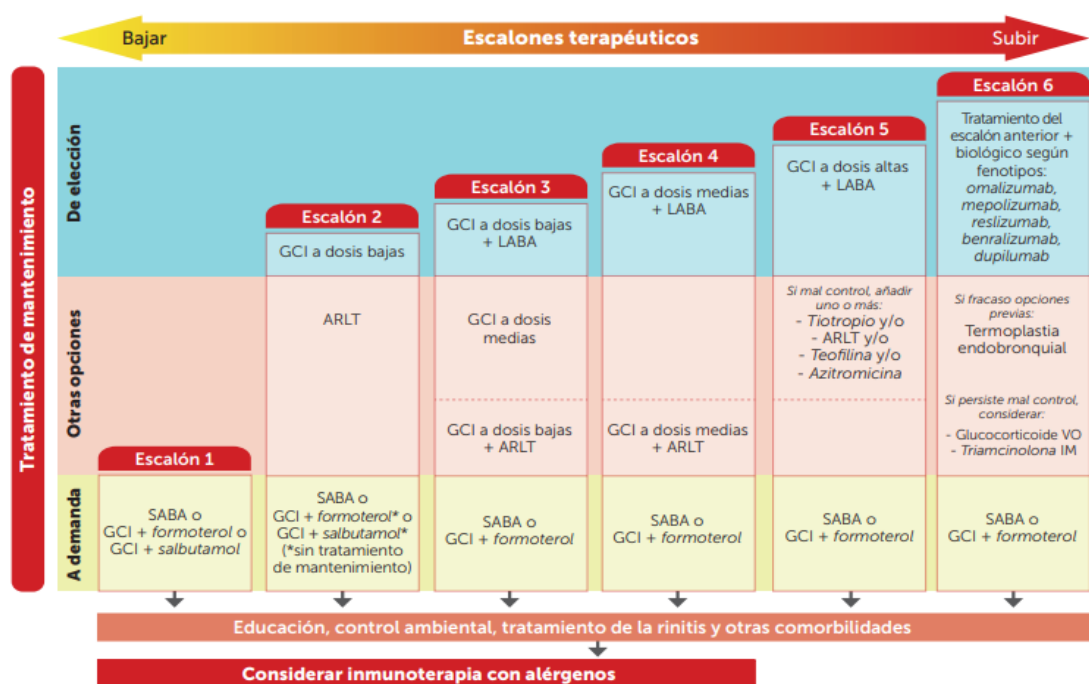 Bajar
Escalones terapéuticos
Subir
Tratamiento de mantenimiento
De elección
Otras opciones
A demanda
Escalón 1
SABA o
GCI + formoterol o
GCI + salbutamol
Escalón 2
GCI a dosis bajas
ARLT
SABA o
GCI + formoterol* o
GCI + salbutamol*
(*sin tratamiento
de mantenimiento)
Escalón 3
GCI a dosis bajas
+ LABA
GCI a dosis
medias
GCI a dosis bajas
+ ARLT
SABA o
GCI + formoterol
Escalón 4
GCI a dosis medias
+ LABA
GCI a dosis medias
+ ARLT
SABA o
GCI + formoterol
Escalón 5
GCI a dosis altas
+ LABA
Si mal control, añadir
uno o más:
- Tiotropio y/o
- ARLT y/o
- Teofilina y/o
- Azitromicina
SABA o
GCI + formoterol
Escalón 6
Tratamiento del
escalón anterior +
biológico según
fenotipos:
omalizumab,
mepolizumab,
reslizumab,
benralizumab,
dupilumab
Si fracaso opciones
previas:
Termoplastia
endobronquial
Si persiste mal control,
considerar:
- Glucocorticoide VO
- Triamcinolona IM
SABA o
GCI + formoterol
Educación, control ambiental, tratamiento de la rinitis y otras comorbilidades
Considerar inmunoterapia con alérgenos